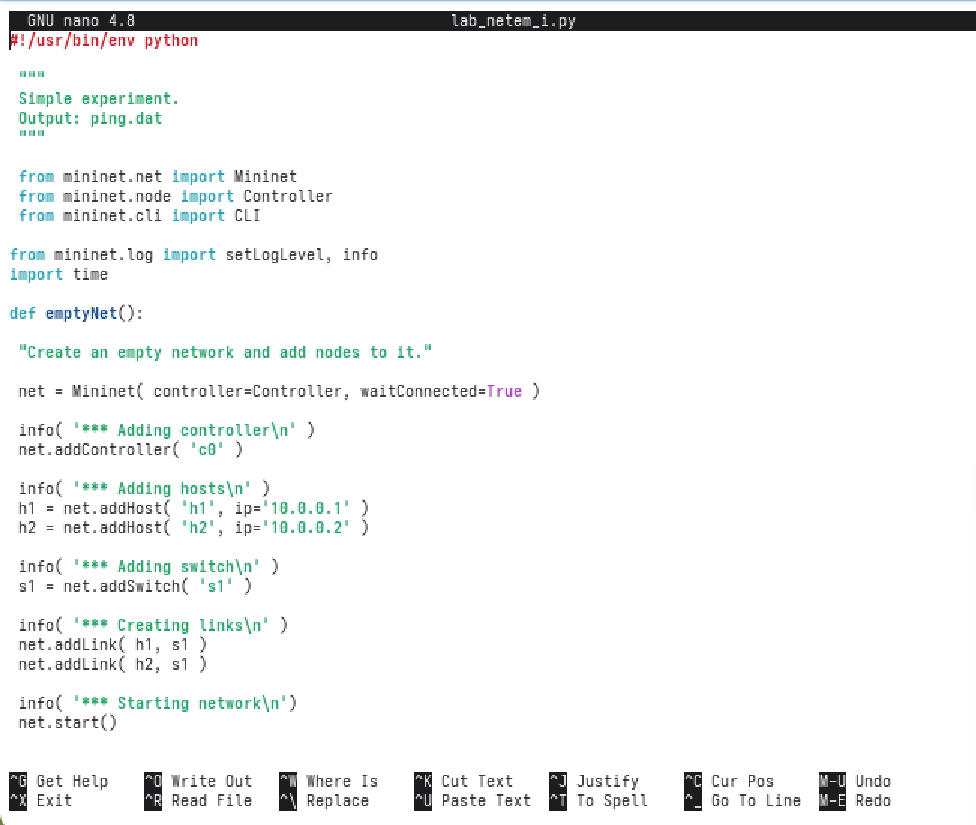 GNU nano 4.8 lab_netem_i.py
#!/usr/bin/env python
"""
Simple experiment.
Output: ping.dat
"""
from mininet.net import Mininet
from mininet.node import Controller
from mininet.cli import CLI
from mininet.log import setLogLevel, info
import time
def emptyNet():
"Create an empty network and add nodes to it."
net = Mininet( controller=Controller, waitConnected=True )
info( '*** Adding controller\n' )
net.addController( 'c0' )
info( '*** Adding hosts\n' )
h1 = net.addHost( 'h1', ip='10.0.0.1' )
h2 = net.addHost( 'h2', ip='10.0.0.2' )
info( '*** Adding switch\n' )
s1 = net.addSwitch( 's1' )
info( '*** Creating links\n' )
net.addLink( h1, s1 )
net.addLink( h2, s1 )
info( '*** Starting network\n')
net.start()
^G Get Help ^O Write Out ^W Where Is ^K Cut Text ^J Justify ^C Cur Pos M-U Undo
^X Exit ^R Read File ^\ Replace ^U Paste Text ^T To Spell ^_ Go To Line M-E Redo